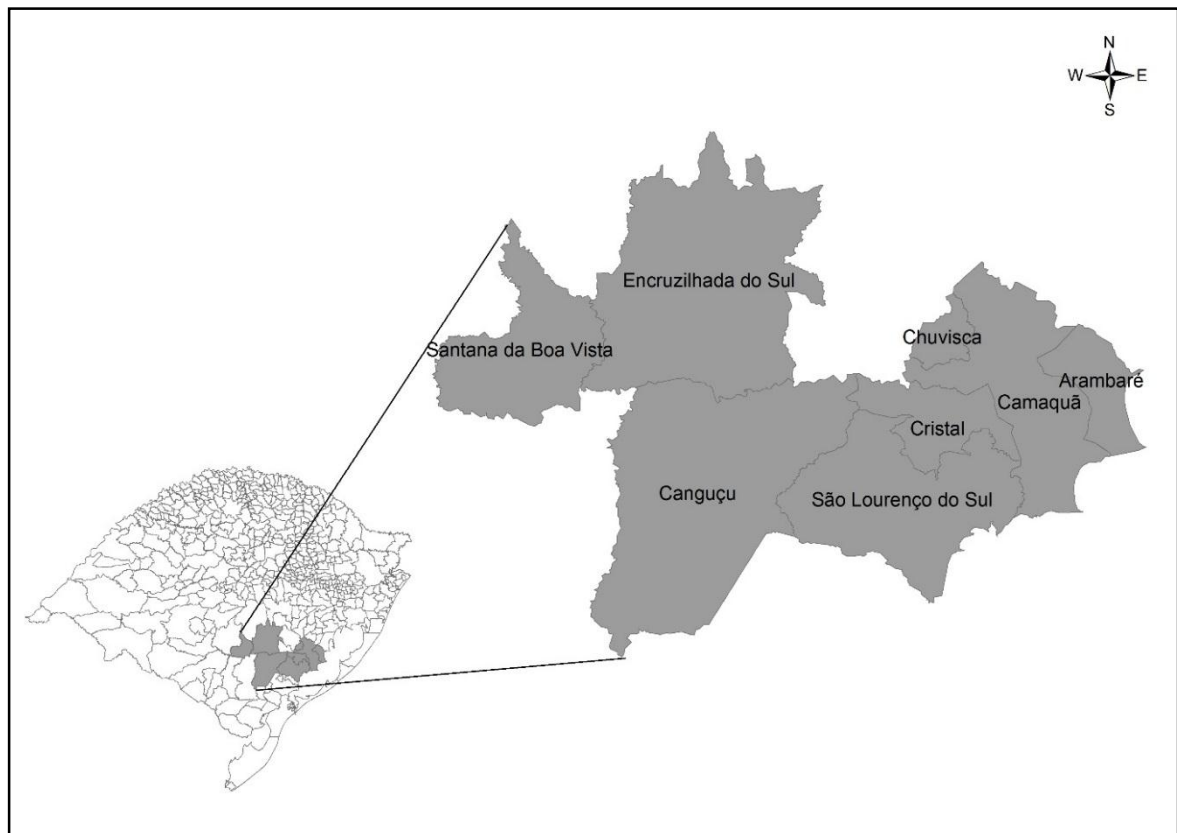 N
W E
S
Encruzilhada do Sul
Chuvisca
Santana da Boa Vista
Arambaré
Camaquã
Cristal
Canguçu
São Lourenço do Sul